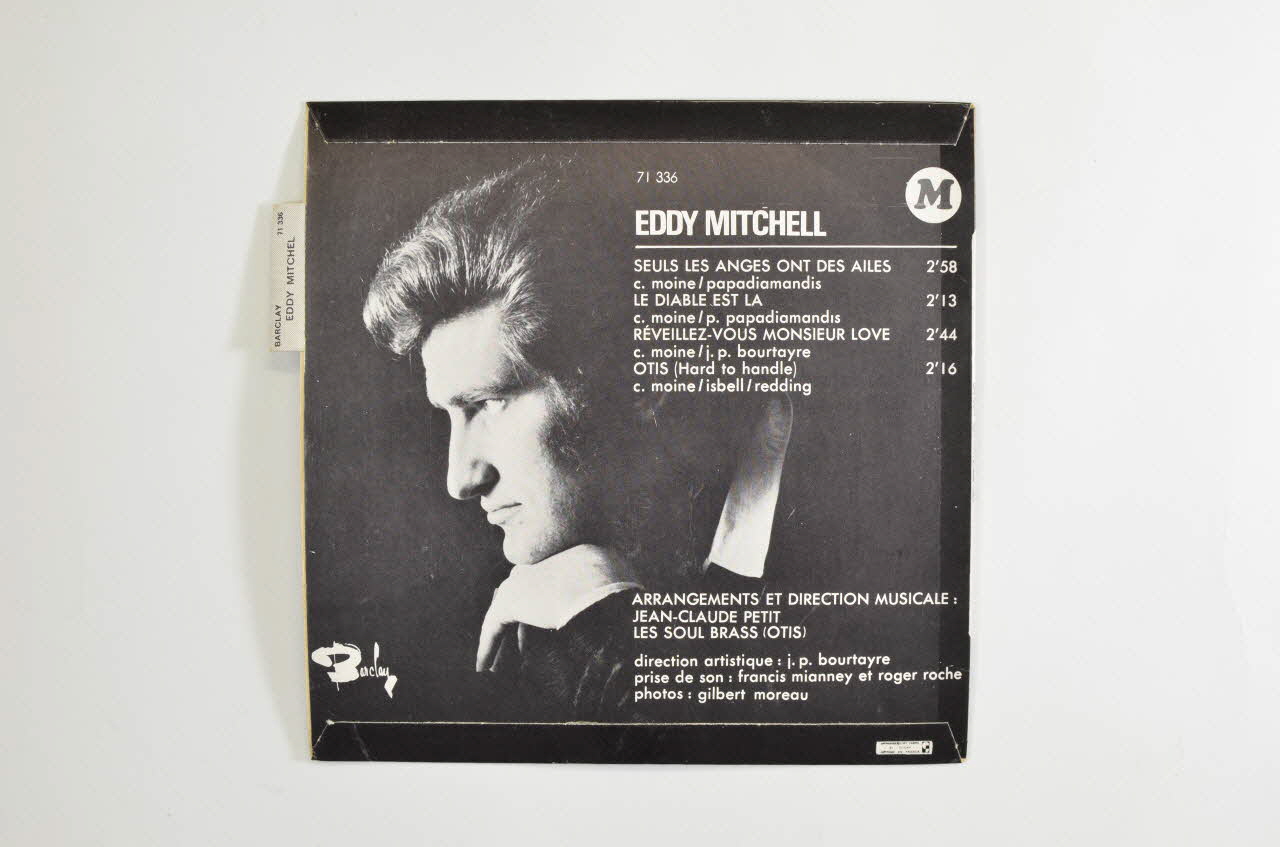 71 336
M
EDDY MITCHELL
SEULS LES ANGES ONT DES AILES 2'58
c. moine/papadiamandis
LE DIABLE EST LA 2'13
c. moine/p. papadiamandis
RÉVEILLEZ-VOUS MONSIEUR LOVE 2'44
c. moine/j. p. bourtayre
OTIS (Hard to handle) 2'16
c. moine/isbell/redding
BARCLAY 71 336
EDDY MITCHEL
ARRANGEMENTS ET DIRECTION MUSICALE :
JEAN-CLAUDE PETIT
LES SOUL BRASS (OTIS)
direction artistique : j. p. bourtayre
prise de son : francis mianney et roger roche
photos : gilbert moreau
Barclay